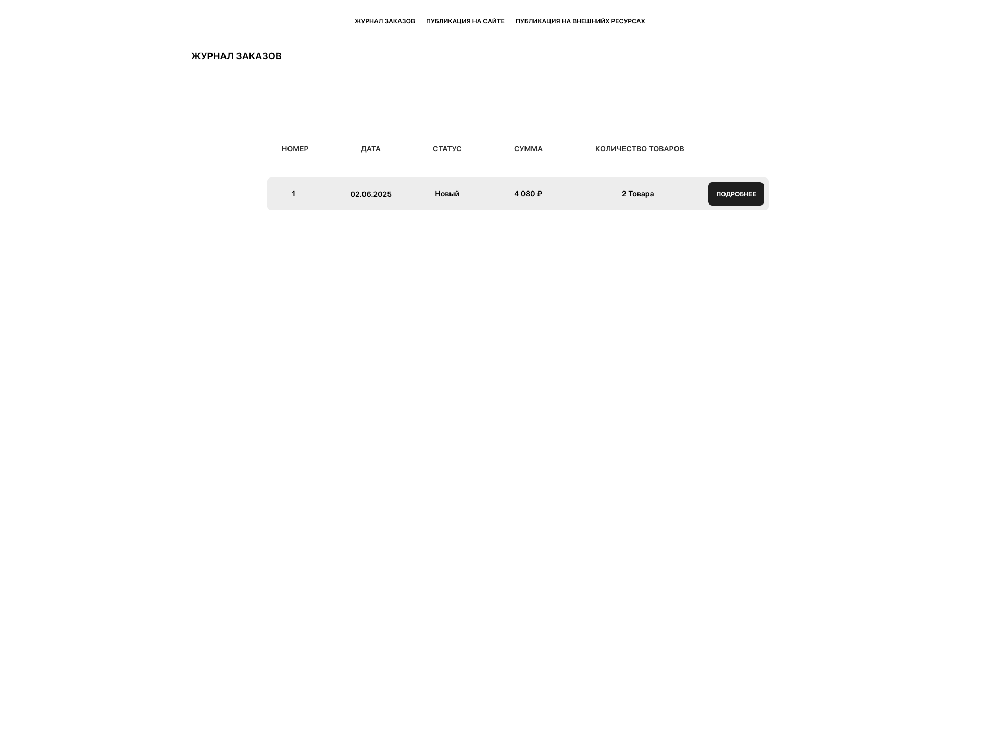 ЖУРНАЛ ЗАКАЗОВ ПУБЛИКАЦИЯ НА САЙТЕ ПУБЛИКАЦИЯ НА ВНЕШНИЙХ РЕСУРСАХ
ЖУРНАЛ ЗАКАЗОВ
НОМЕР ДАТА СТАТУС СУММА КОЛИЧЕСТВО ТОВАРОВ
1 02.06.2025 Новый 4 080 ₽ 2 Товара ПОДРОБНЕЕ